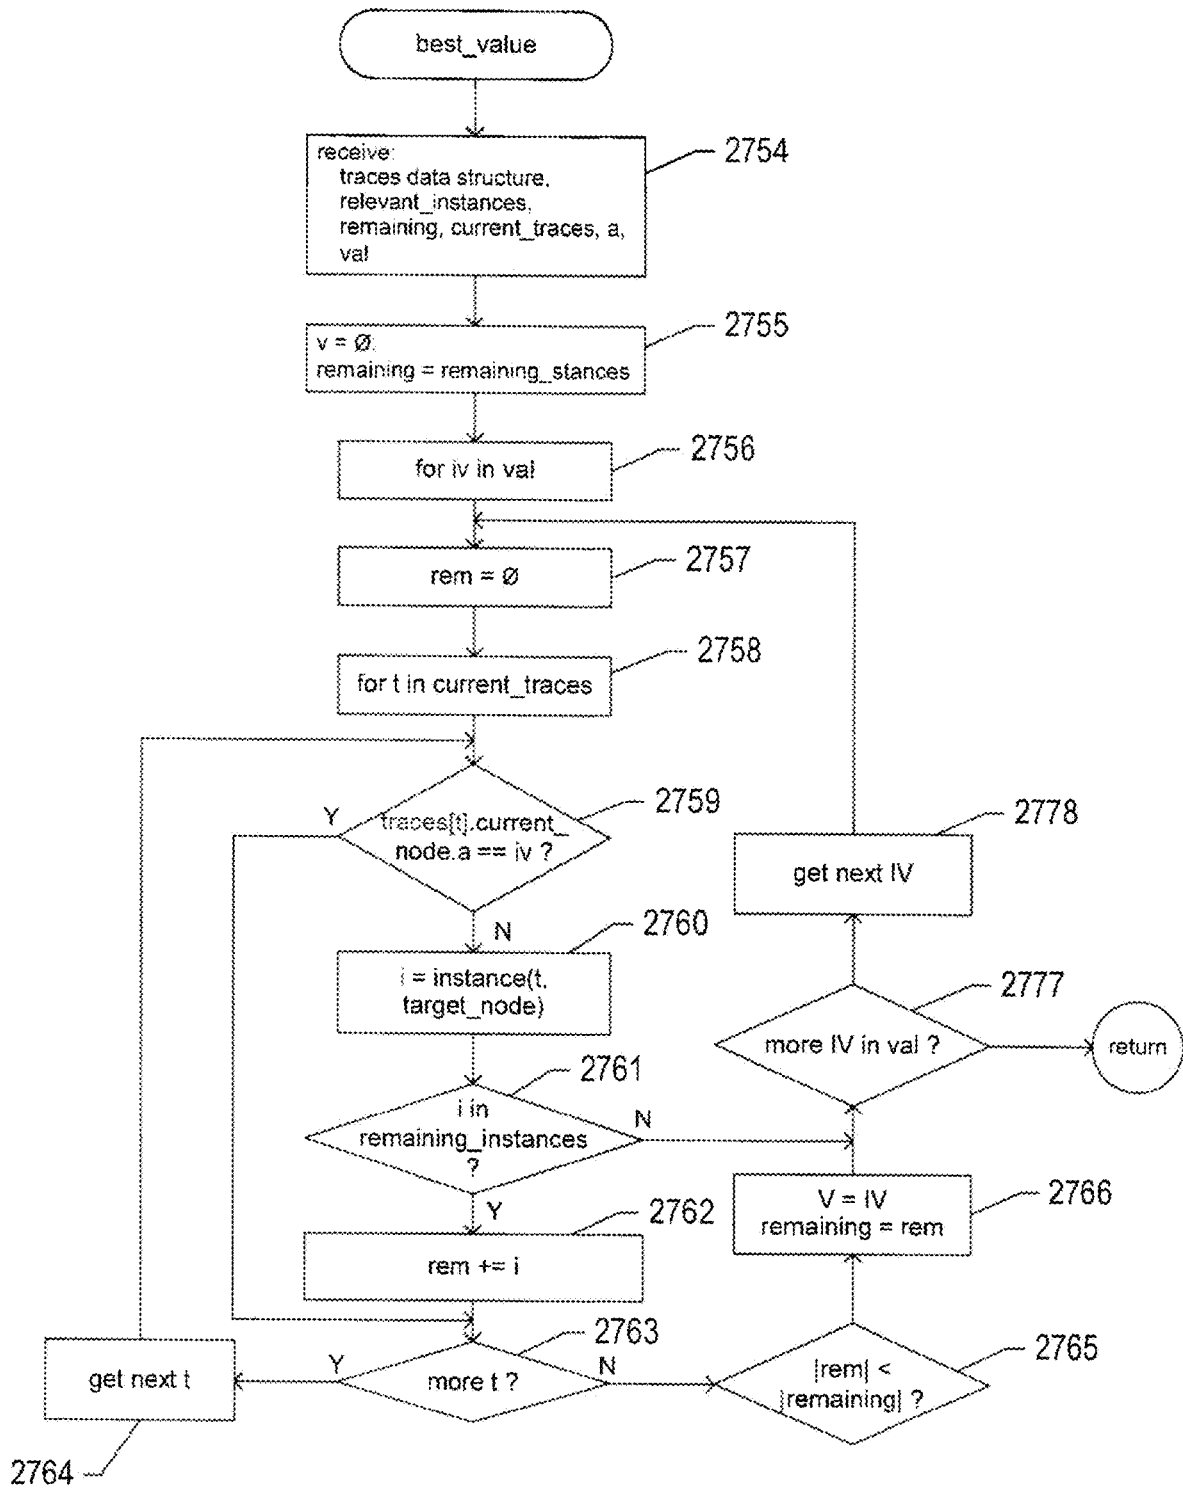 best_value
receive:
traces data structure,
relevant_instances,
remaining, current_traces, a,
val
2754
v = Ø;
remaining = remaining_stances
2755
for iv in val
2756
rem = Ø
2757
for t in current_traces
2758
traces[t].current_
node.a == iv ?
2759
Y
N
i = instance(t,
target_node)
2760
i in
remaining_instances
?
2761
N
Y
rem += i
2762
more t ?
2763
Y
N
get next t
2764
|rem| <
|remaining| ?
2765
V = IV
remaining = rem
2766
more IV in val ?
2777
return
get next IV
2778